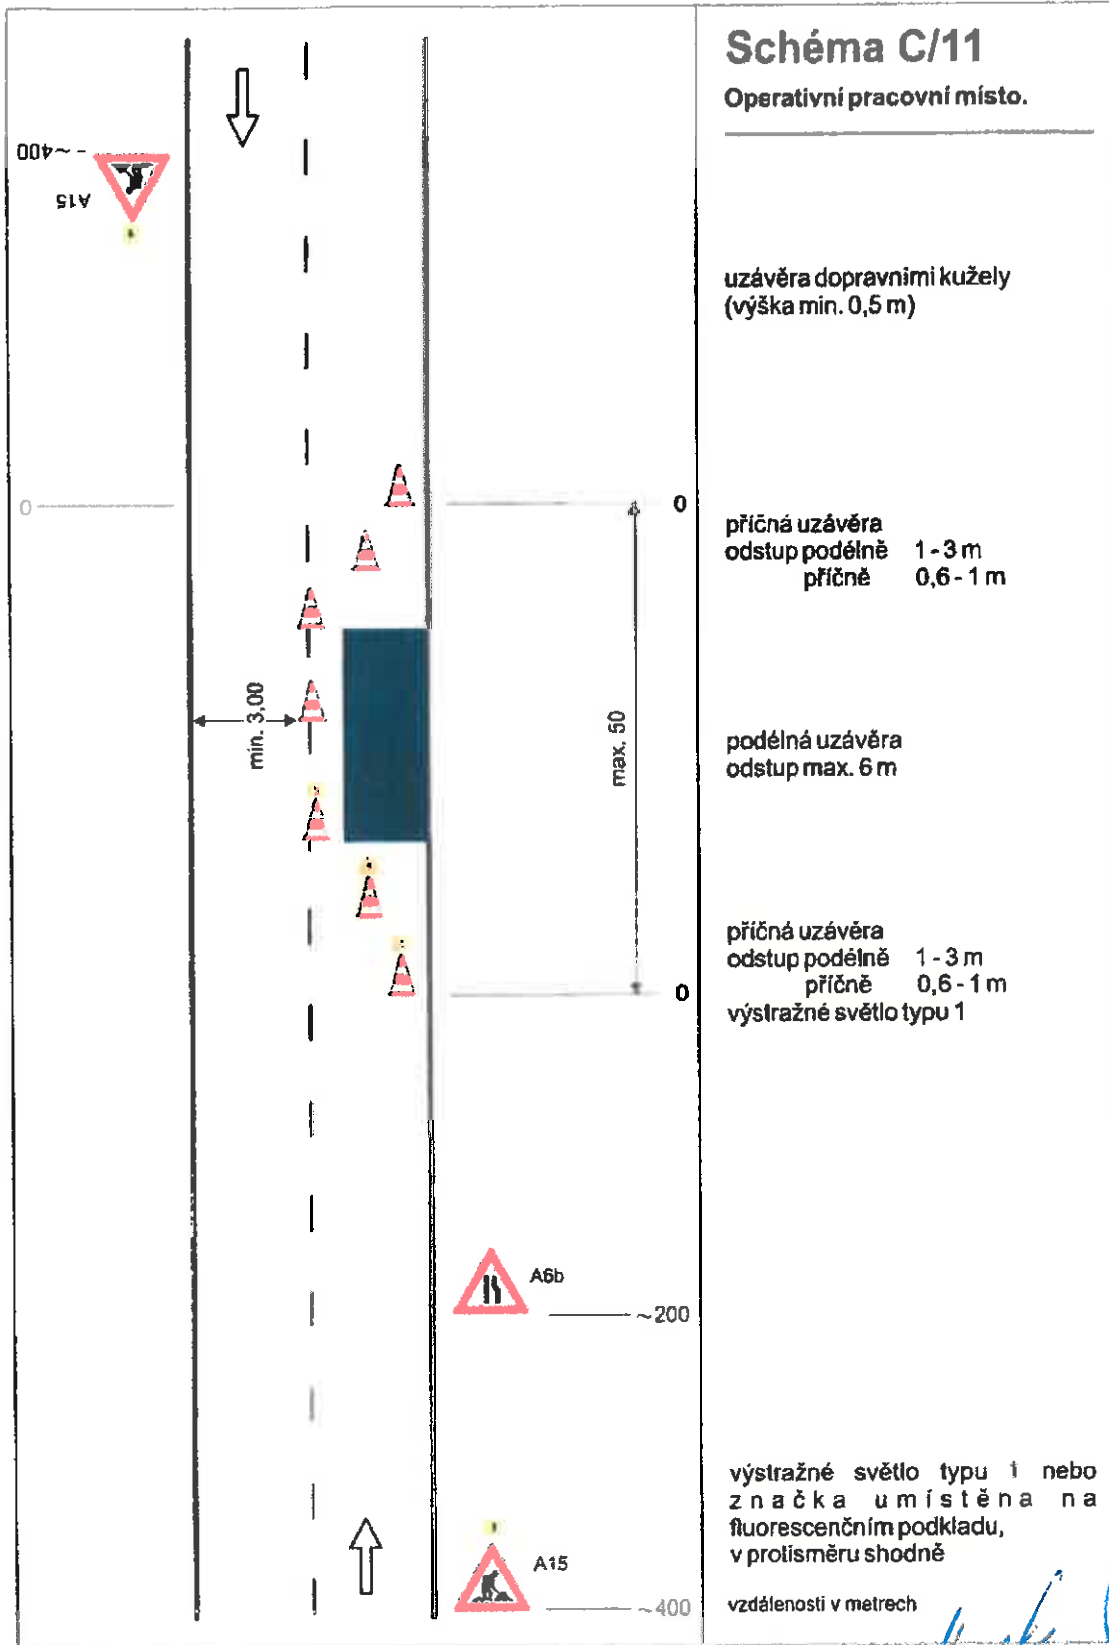 Schéma C/11
Operativní pracovní místo.
~400
A15
uzávěra dopravními kužely
(výška min. 0,5 m)
0
0
příčná uzávěra
odstup podélně 1 - 3 m
příčně 0,6 - 1 m
min. 3,00
max. 50
podélná uzávěra
odstup max. 6 m
příčná uzávěra
odstup podélně 1 - 3 m
příčně 0,6 - 1 m
výstražné světlo typu 1
0
A6b
~200
výstražné světlo typu 1 nebo
značka umístěna na
fluorescenčním podkladu,
v protisměru shodně
A15
~400
vzdálenosti v metrech